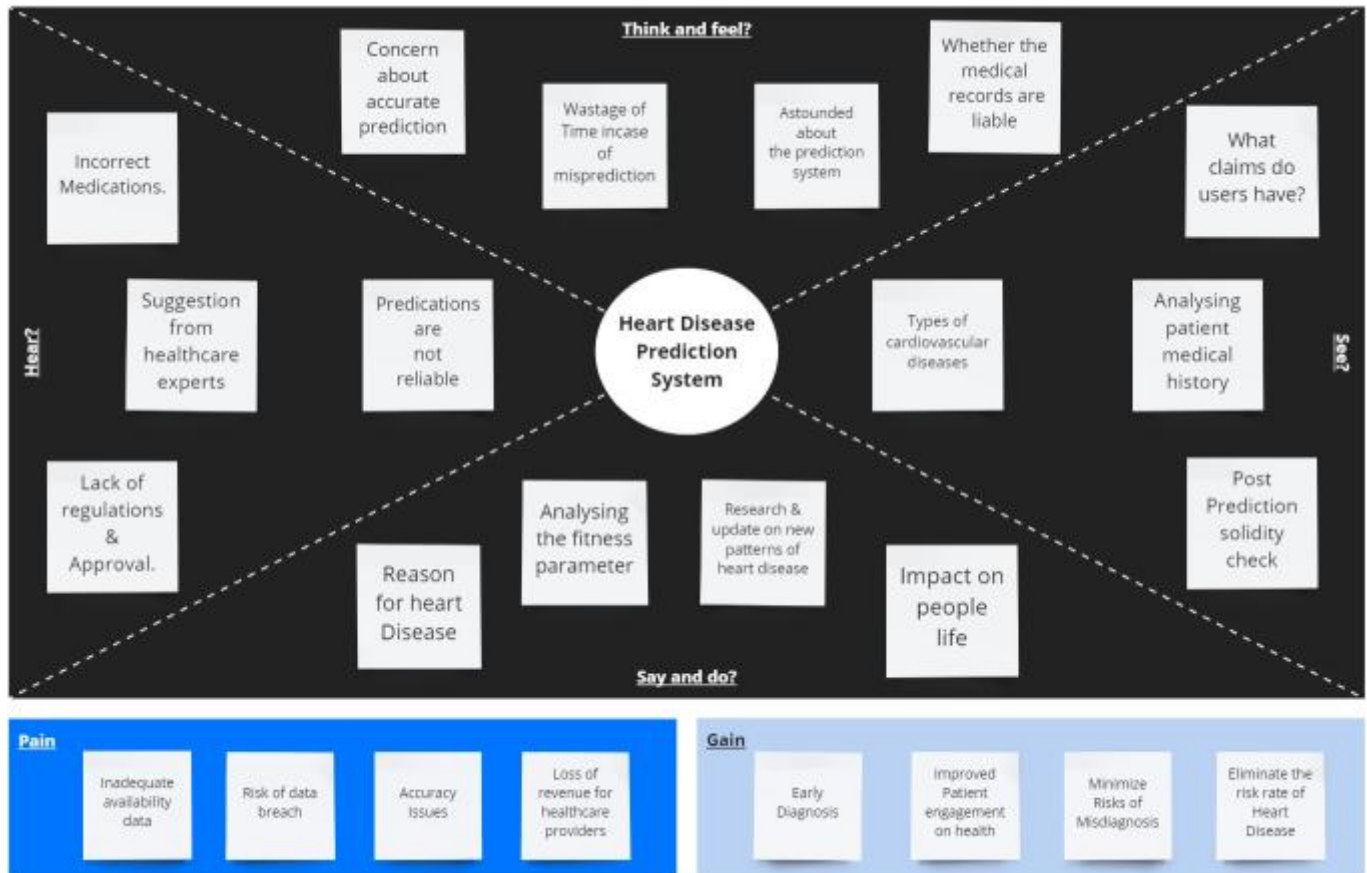 Think and feel?
Concern
about
accurate
prediction
Wastage of
Time incase
of
misprediction
Astounded
about
the prediction
system
Whether the
medical
records are
liable
Hear?
Incorrect
Medications.
Suggestion
from
healthcare
experts
Predications
are
not
reliable
Lack of
regulations
&
Approval.
Heart Disease
Prediction
System
See?
What
claims do
users have?
Types of
cardiovascular
diseases
Analysing
patient
medical
history
Post
Prediction
solidity
check
Reason
for heart
Disease
Analysing
the fitness
parameter
Research &
update on new
patterns of
heart disease
Impact on
people
life
Say and do?
Pain
Inadequate
availability
data
Risk of data
breach
Accuracy
Issues
Loss of
revenue for
healthcare
providers
Gain
Early
Diagnosis
Improved
Patient
engagement
on health
Minimize
Risks of
Misdiagnosis
Eliminate the
risk rate of
Heart
Disease